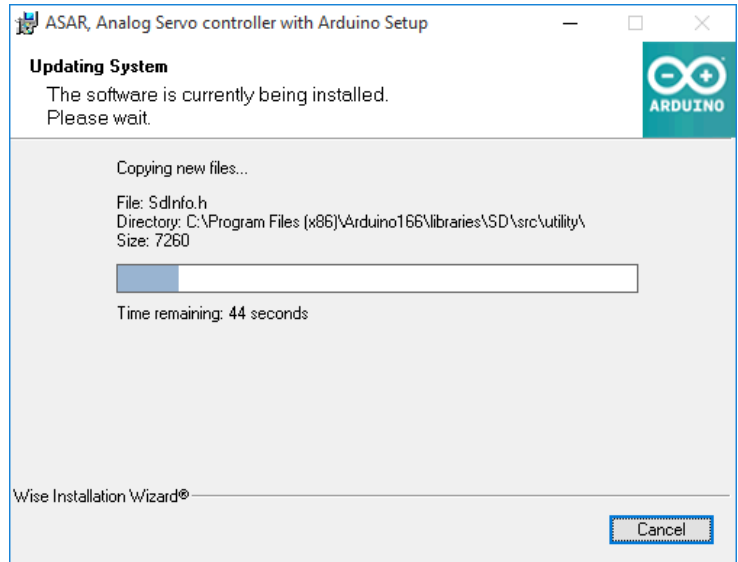 ASAR, Analog Servo controller with Arduino Setup
Updating System
The software is currently being installed.
Please wait.
ARDUINO
Copying new files...
File: SdInfo.h
Directory: C:\Program Files (x86)\Arduino166\libraries\SD\src\utility\
Size: 7260
Time remaining: 44 seconds
Wise Installation Wizard®
Cancel